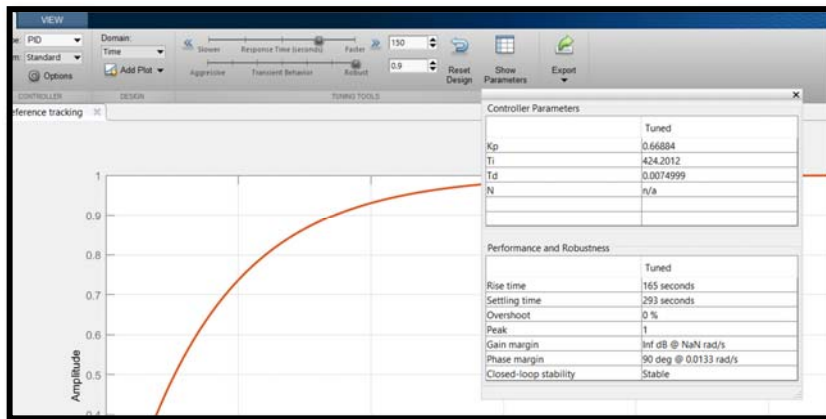 VIEW
PID
Domain:
Slower
Response Time (seconds)
Faster
150
Standard
Time
Options
Add Plot
Aggressive
Transient Behavior
Robust
0.9
Reset
Design
Show
Parameters
Export
CONTROLLER
DESIGN
TUNING TOOLS
eference tracking
Controller Parameters
Tuned
Kp 0.66884
Ti 424.2012
Td 0.0074999
N n/a
Performance and Robustness
Tuned
Rise time 165 seconds
Settling time 293 seconds
Overshoot 0 %
Peak 1
Gain margin Inf dB @ NaN rad/s
Phase margin 90 deg @ 0.0133 rad/s
Closed-loop stability Stable
1
0.9
0.8
0.7
0.6
0.5
0.4
Amplitude